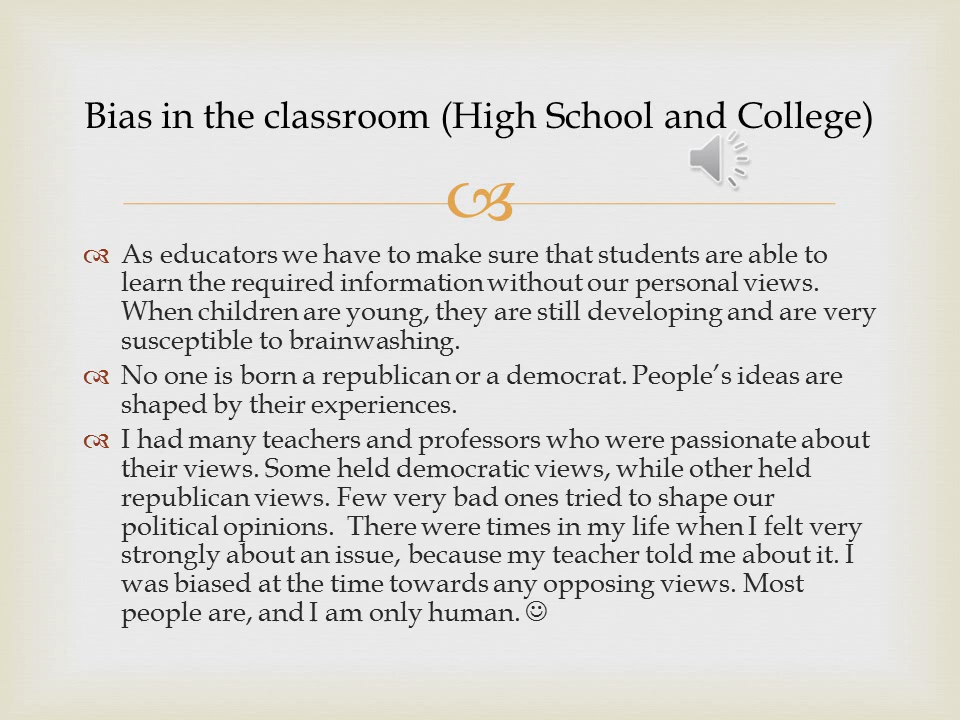 Bias in the classroom (High School and College)
As educators we have to make sure that students are able to
learn the required information without our personal views.
When children are young, they are still developing and are very
susceptible to brainwashing.
No one is born a republican or a democrat. People’s ideas are
shaped by their experiences.
I had many teachers and professors who were passionate about
their views. Some held democratic views, while other held
republican views. Few very bad ones tried to shape our
political opinions.  There were times in my life when I felt very
strongly about an issue, because my teacher told me about it. I
was biased at the time towards any opposing views. Most
people are, and I am only human. ☺